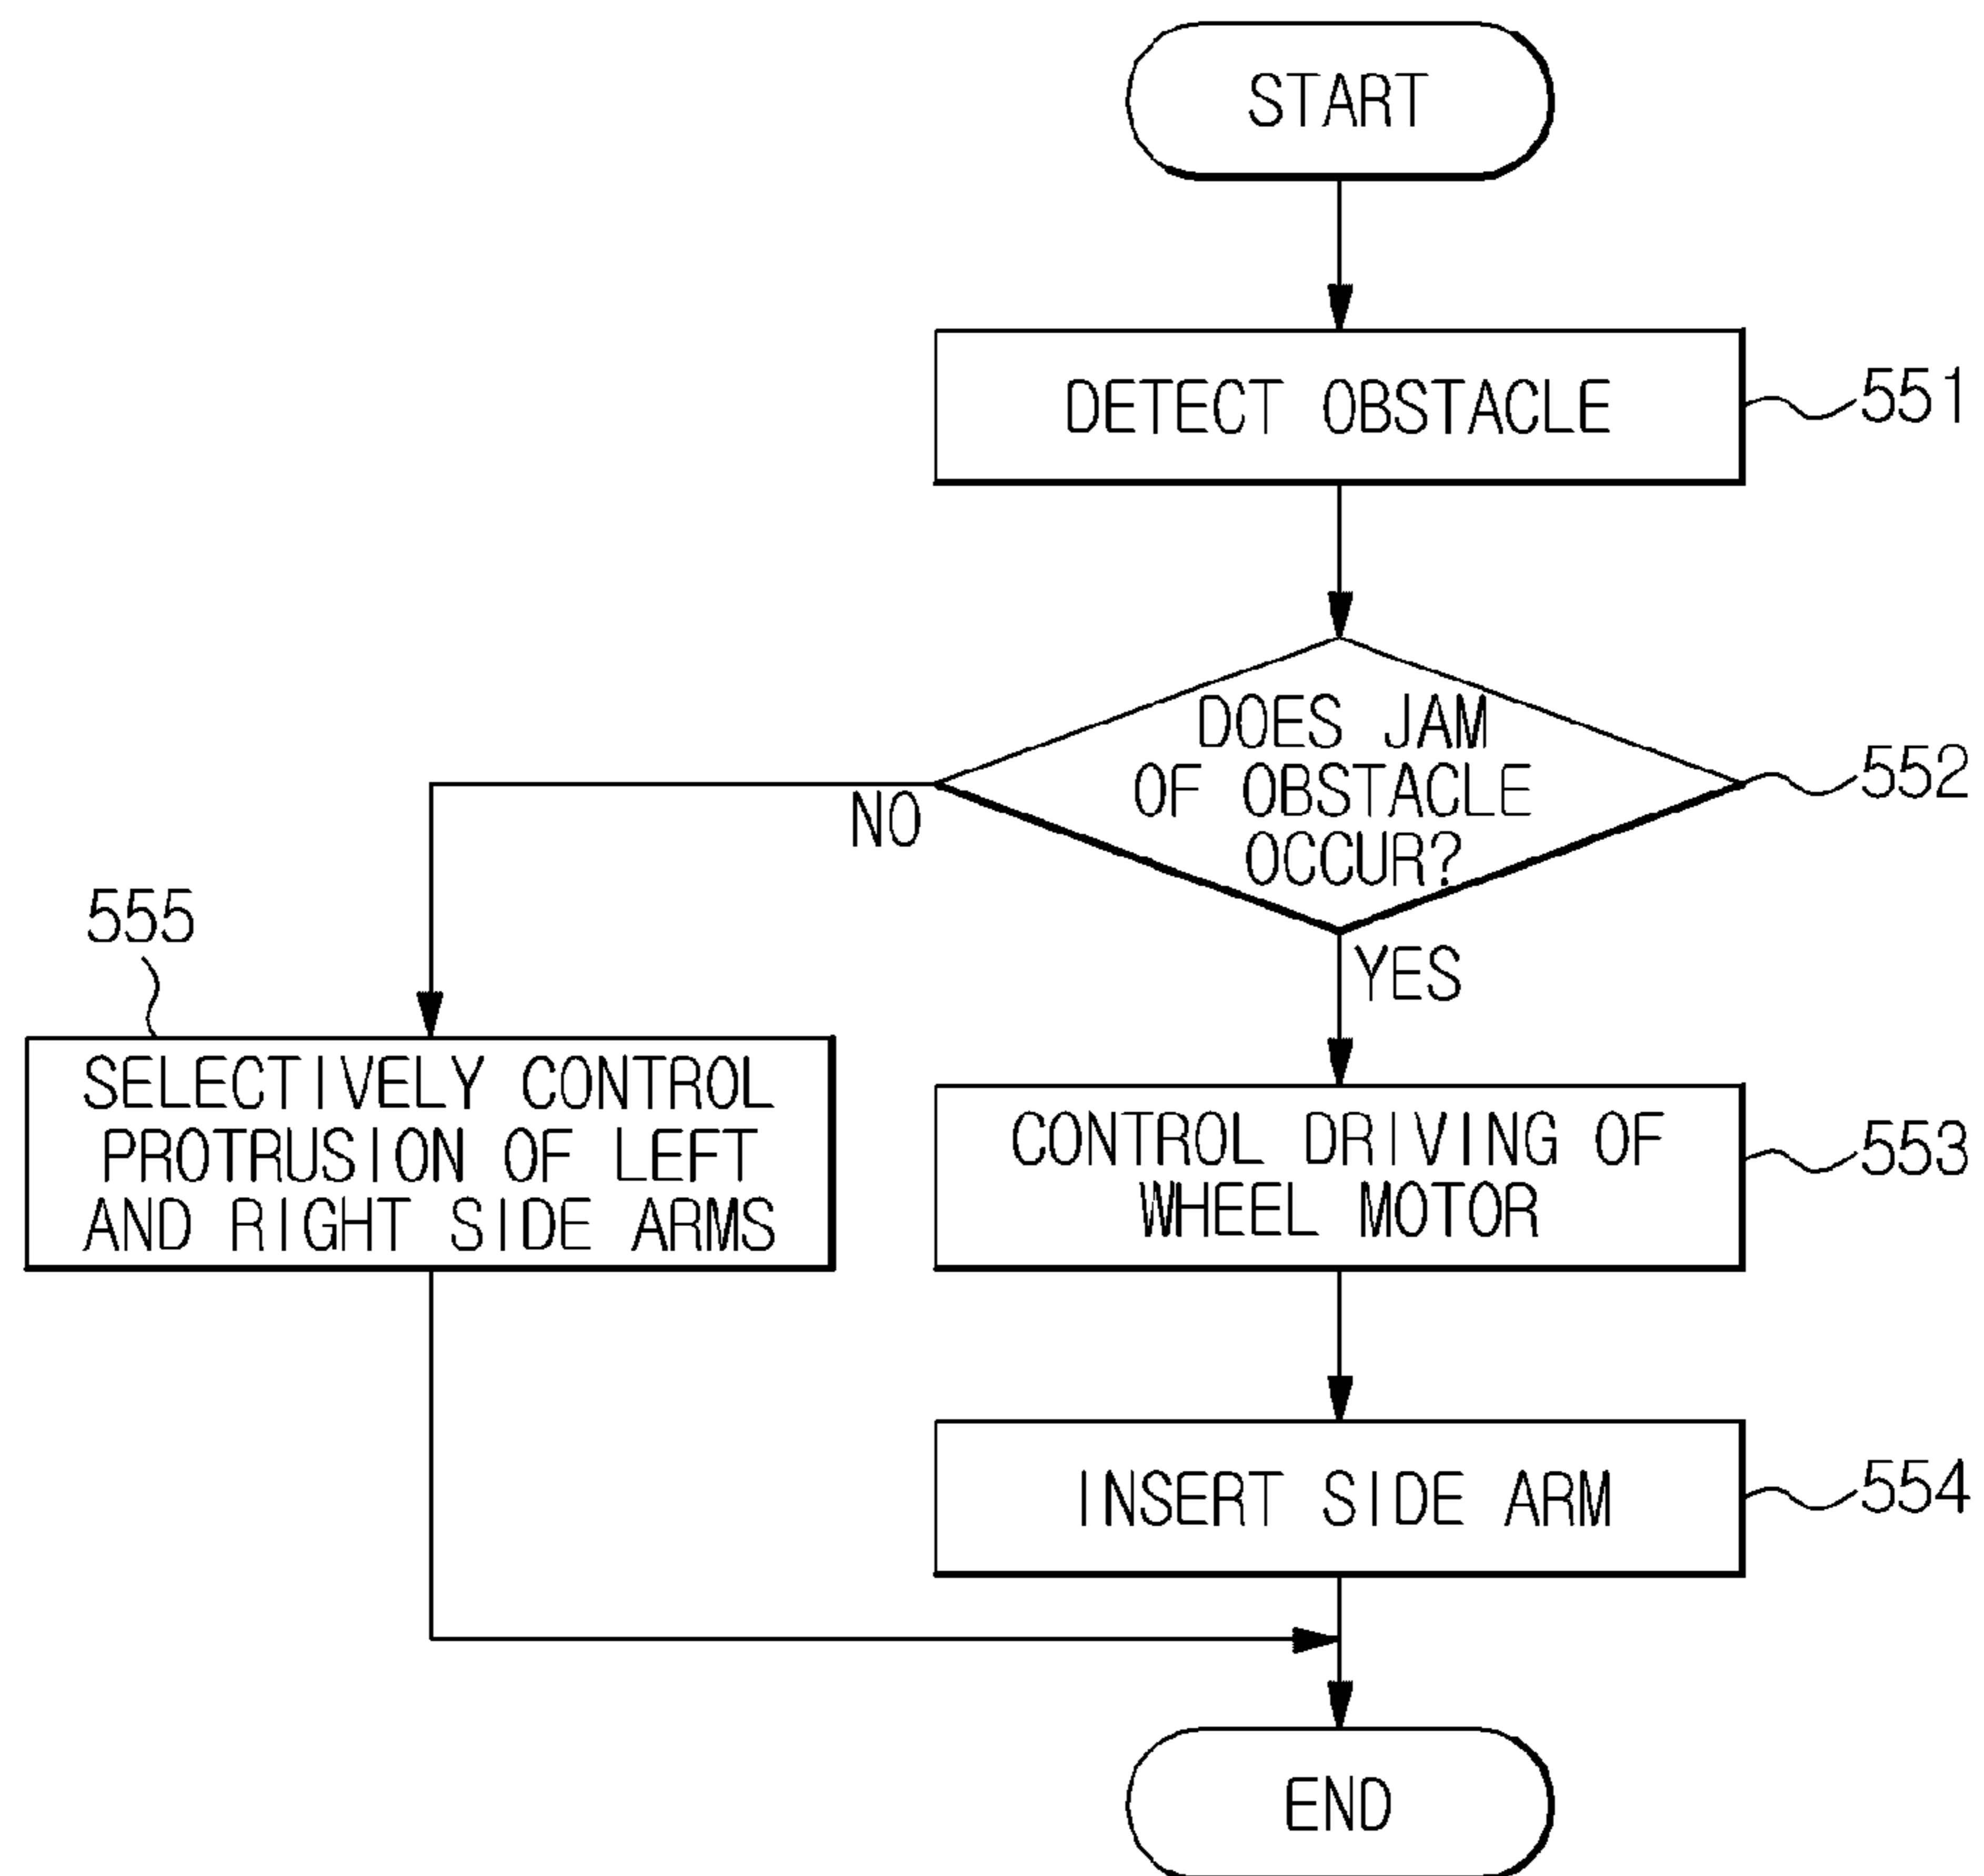 START
DETECT OBSTACLE
551
DOES JAM
OF OBSTACLE
OCCUR?
552
NO
YES
555
SELECTIVELY CONTROL
PROTRUSION OF LEFT
AND RIGHT SIDE ARMS
CONTROL DRIVING OF
WHEEL MOTOR
553
INSERT SIDE ARM
554
END